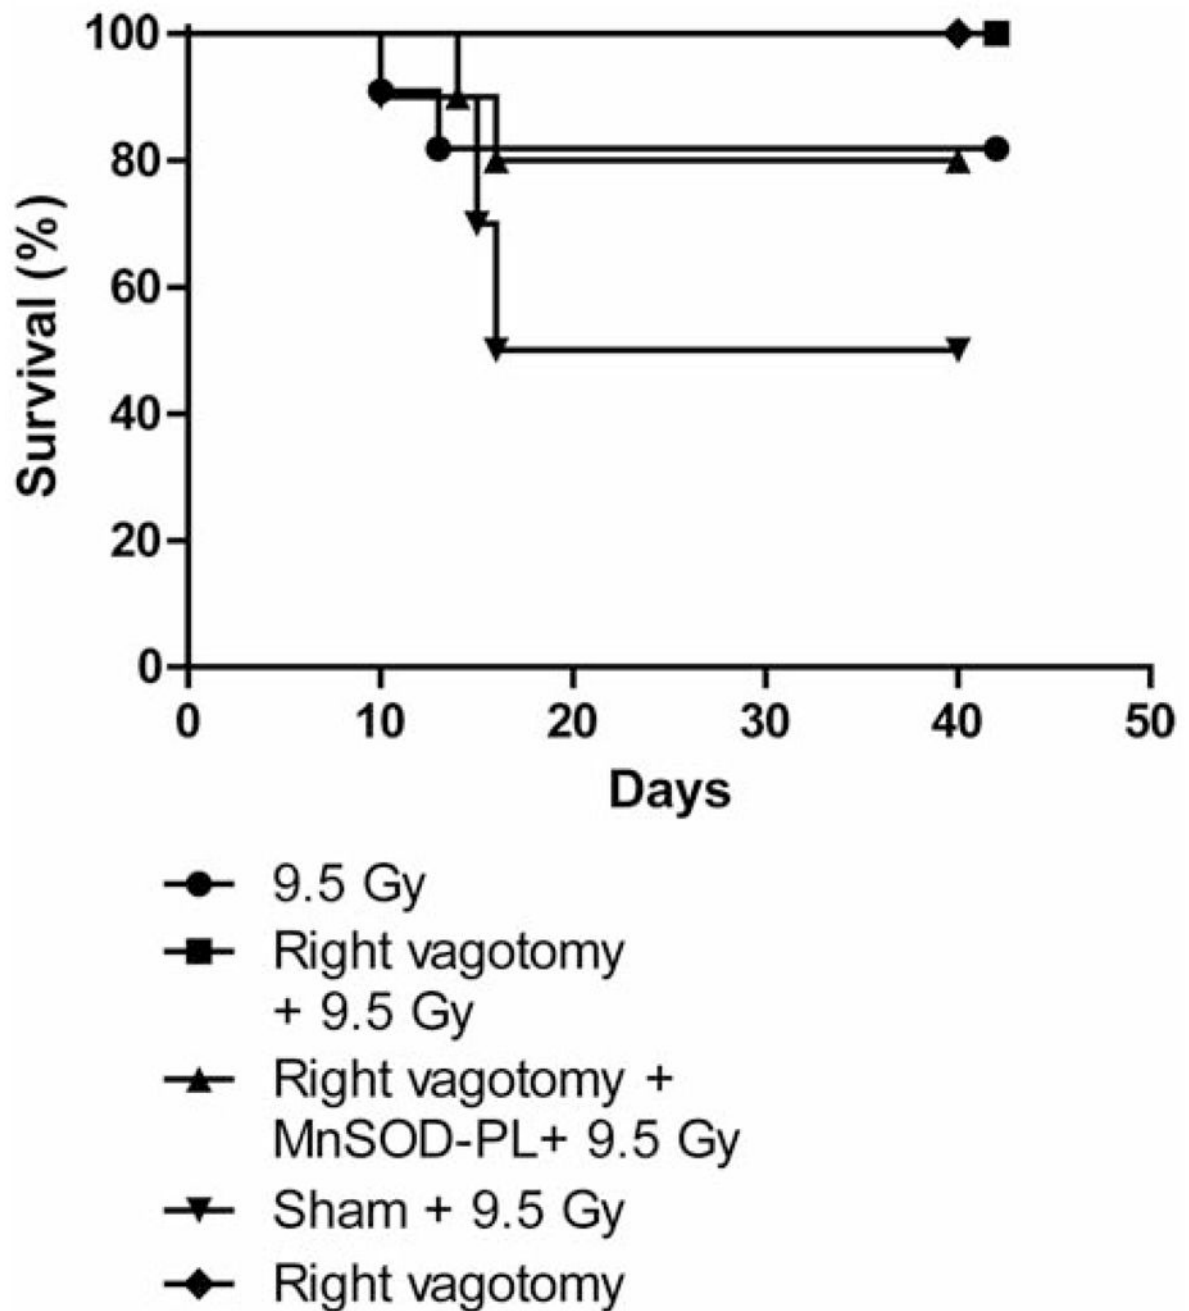 100
80
60
40
20
0
Survival (%)
0 10 20 30 40 50
Days
9.5 Gy
Right vagotomy
+ 9.5 Gy
Right vagotomy +
MnSOD-PL+ 9.5 Gy
Sham + 9.5 Gy
Right vagotomy